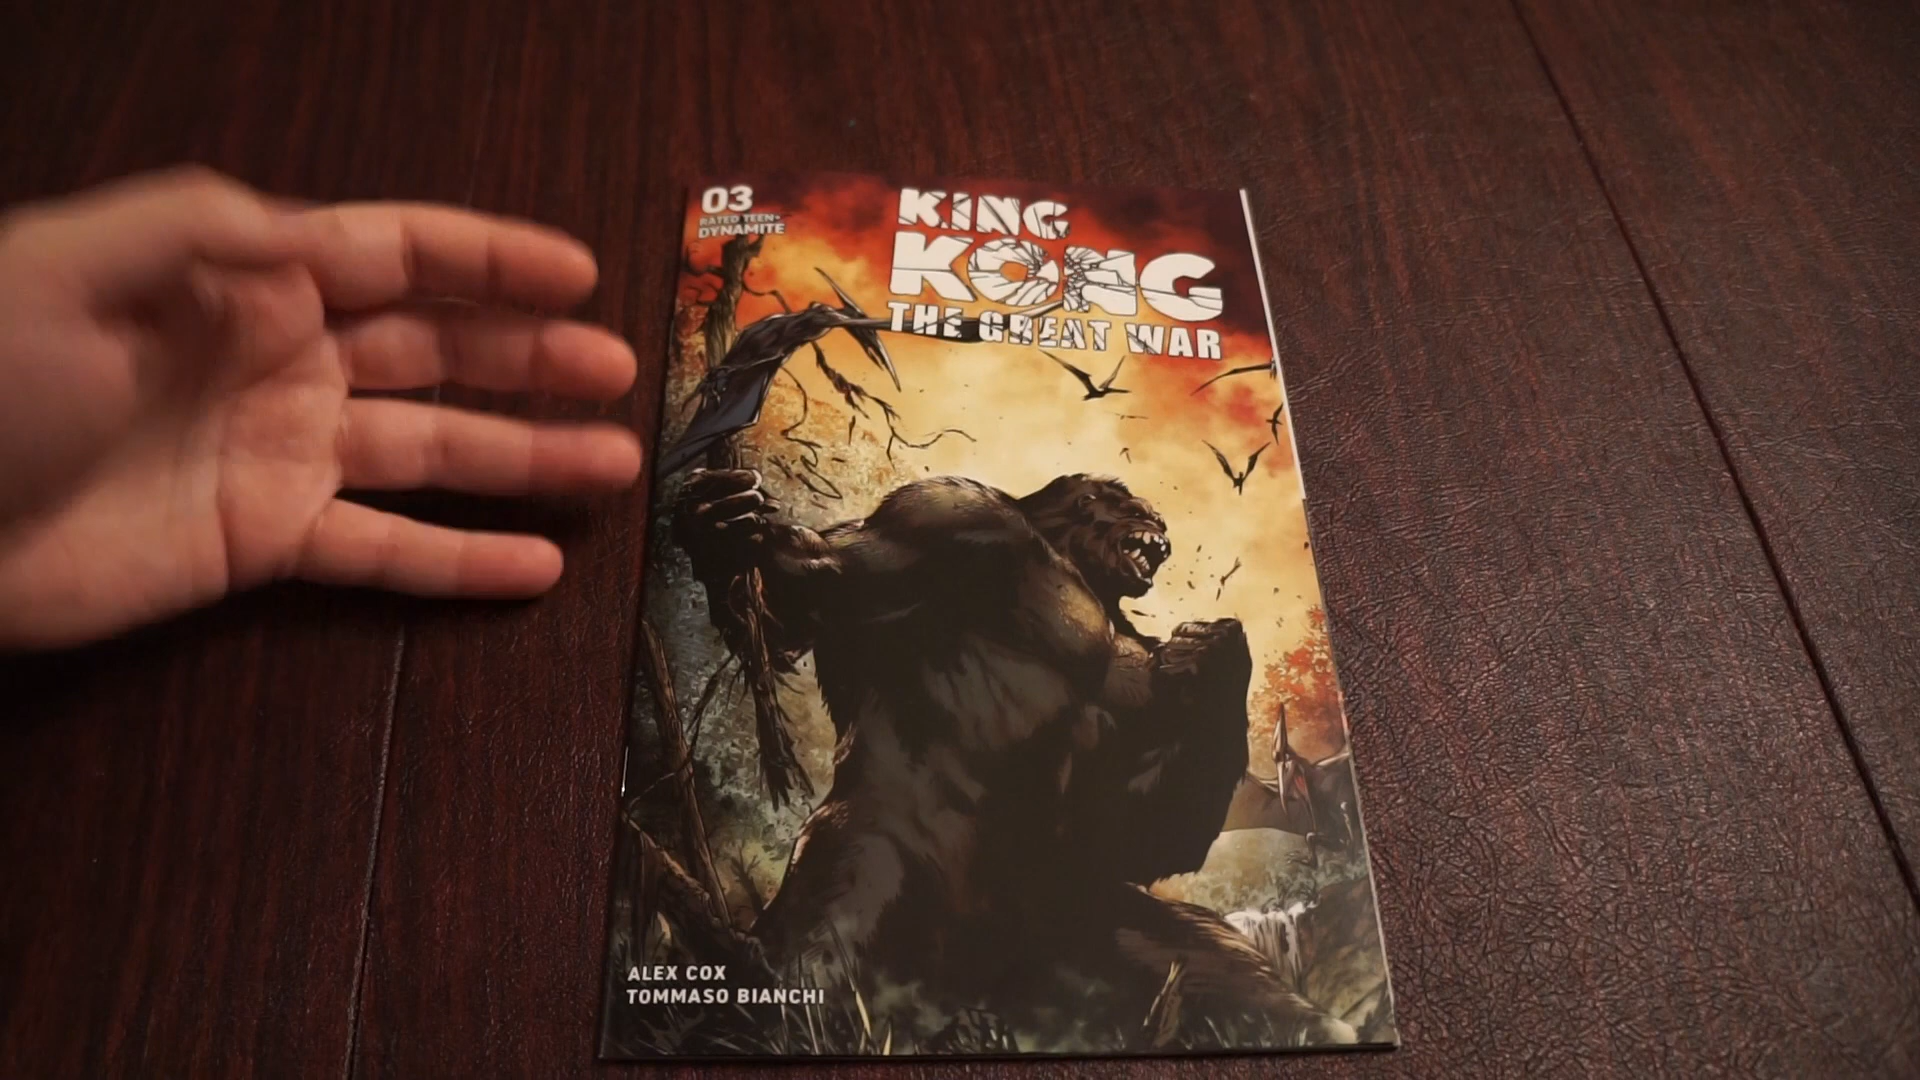 03
RATED TEEN+
DYNAMITE
KING
KONG
THE GREAT WAR
ALEX COX
TOMMASO BIANCHI